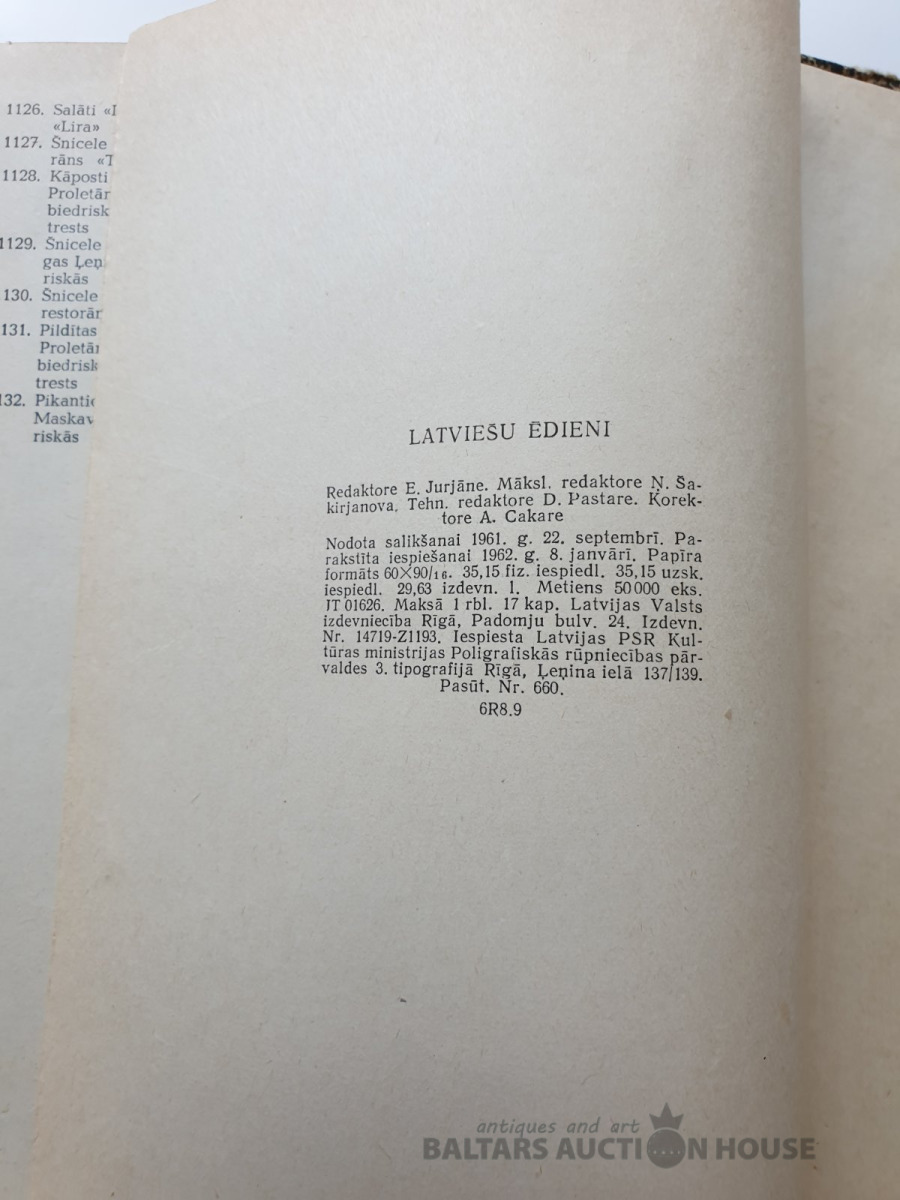 1126. Salāti
«Lira»
1127. Šnicele
rāns
1128. Kāposti
Proletār
biedrisk
trests
1129. Šnicele
gas Ļeņ
riskās
130. Šnicele
restorār
131. Pildītas
Proletār
biedrisk
trests
132. Pikantie
Maskav
riskās
LATVIEŠU ĒDIENI
Redaktore E. Jurjāne. Māksl. redaktore Ņ. Ša-
kirjanova. Tehn. redaktore D. Pastare. Korek-
tore A. Cakare
Nodota salikšanai 1961. g. 22. septembrī. Pa-
rakstīta iespiešanai 1962. g. 8. janvārī. Papīra
formāts 60×90/16. 35,15 fiz. iespiedl. 35,15 uzsk.
iespiedl. 29,63 izdevn. l. Metiens 50 000 eks.
JT 01626. Maksā 1 rbl. 17 kap. Latvijas Valsts
izdevniecība Rīgā, Padomju bulv. 24. Izdevn.
Nr. 14719-Z1193. Iespiesta Latvijas PSR Kul-
tūras ministrijas Poligrafiskās rūpniecības pār-
valdes 3. tipografijā Rīgā, Ļeņina ielā 137/139.
Pasūt. Nr. 660.
6R8.9
antiques and art
BALTARS AUCTION HOUSE